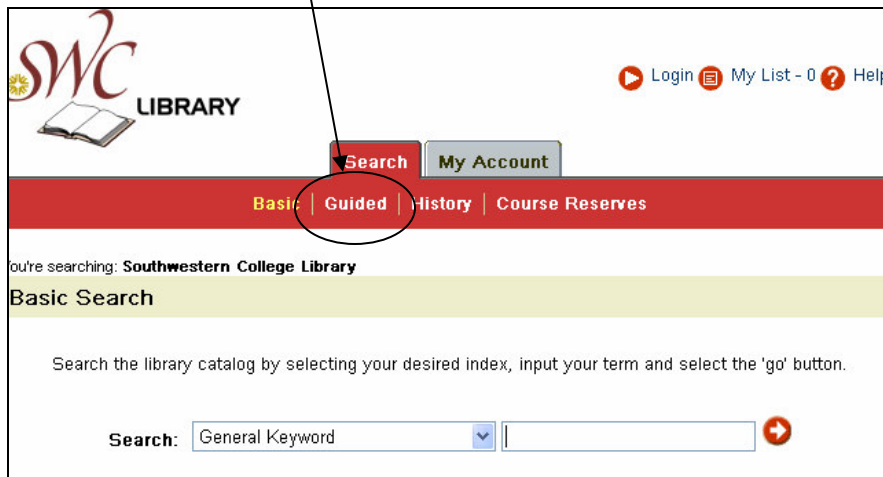 SWC
LIBRARY
Login My List - 0 Help
Search My Account
Basic | Guided | History | Course Reserves
You're searching: Southwestern College Library
Basic Search
Search the library catalog by selecting your desired index, input your term and select the 'go' button.
Search: General Keyword